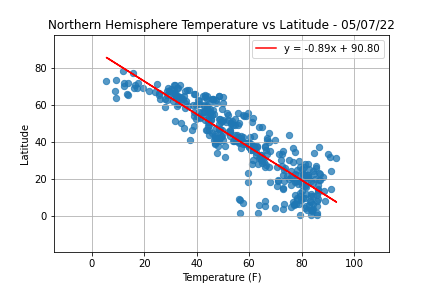 Northern Hemisphere Temperature vs Latitude - 05/07/22
y = -0.89x + 90.80
80
60
40
20
0
Latitude
0 20 40 60 80 100
Temperature (F)